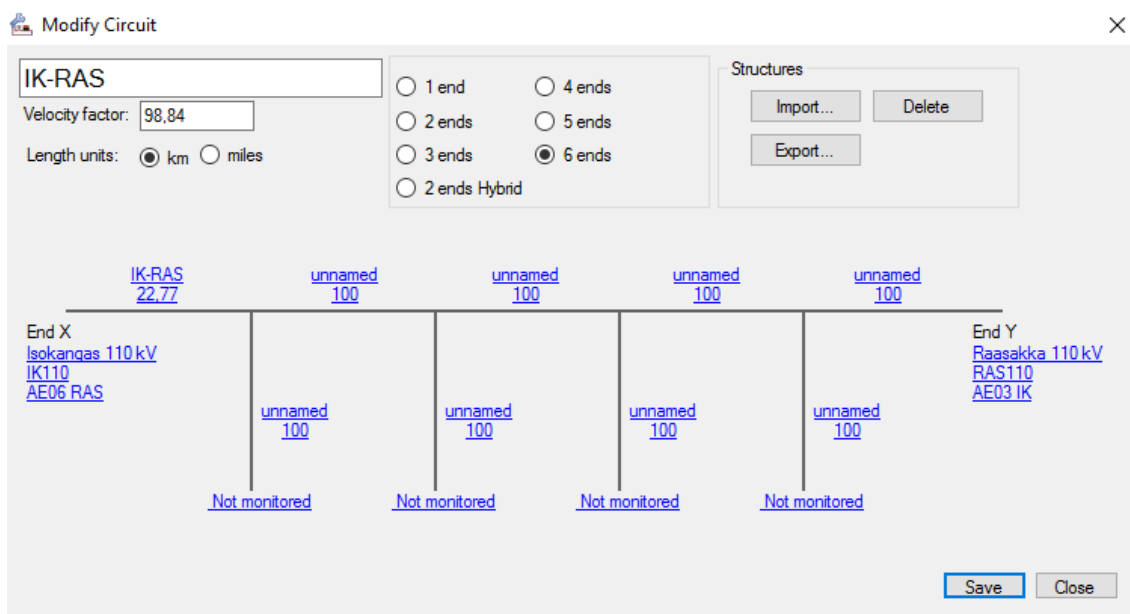 Modify Circuit
IK-RAS
Velocity factor: 98,84
Length units: km miles
1 end
2 ends
3 ends
2 ends Hybrid
4 ends
5 ends
6 ends
Structures
Import...
Delete
Export...
IK-RAS
22,77
unnamed
100
unnamed
100
unnamed
100
unnamed
100
End X
Isokangas 110 kV
IK110
AE06 RAS
End Y
Raasakka 110 kV
RAS110
AE03 IK
unnamed
100
unnamed
100
unnamed
100
unnamed
100
Not monitored
Not monitored
Not monitored
Not monitored
Save
Close